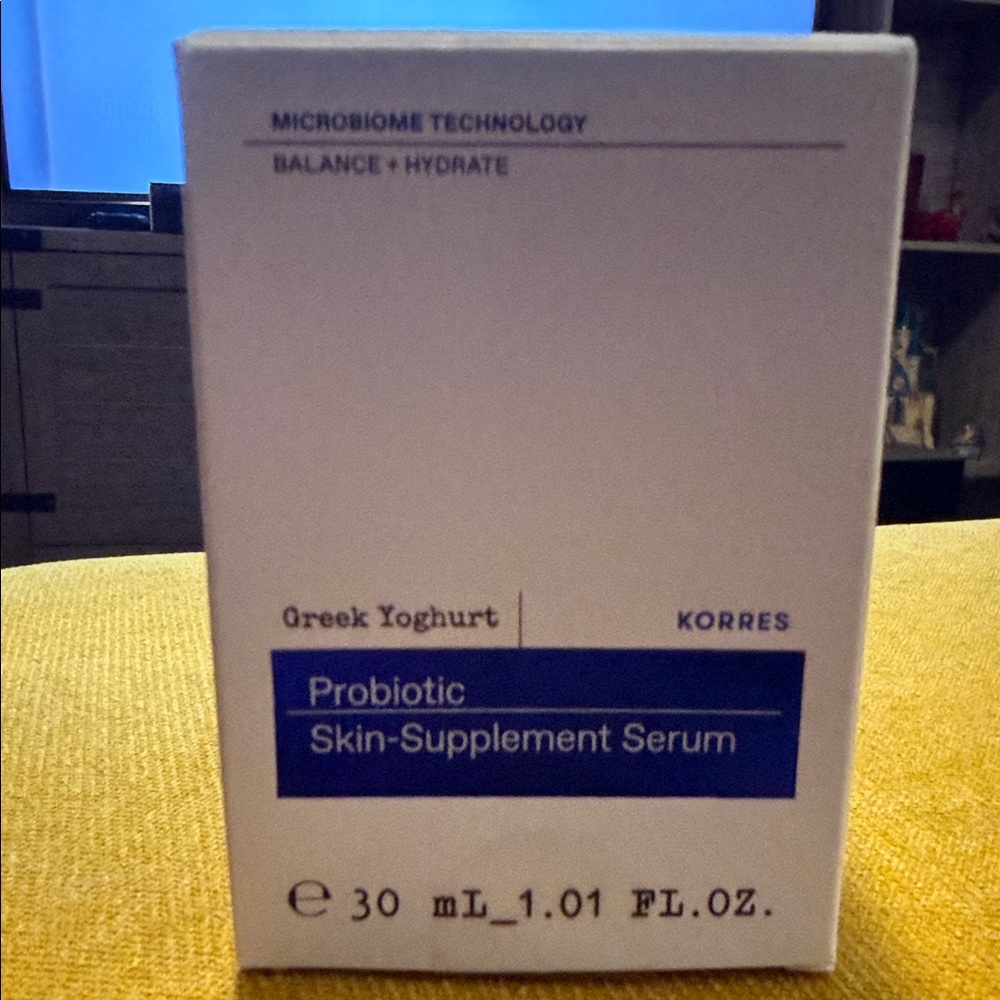 MICROBIOME TECHNOLOGY
BALANCE + HYDRATE
Greek Yoghurt
KORRES
Probiotic
Skin-Supplement Serum
℮ 30 mL_1.01 FL.OZ.